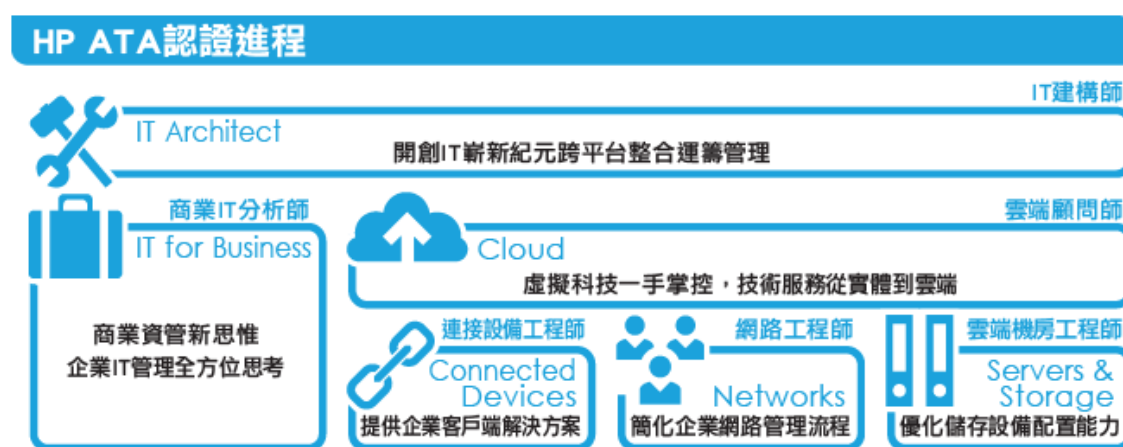 HP ATA認證進程
IT建構師
IT Architect
開創IT嶄新紀元跨平台整合運籌管理
商業IT分析師
IT for Business
商業資管新思惟
企業IT管理全方位思考
雲端顧問師
Cloud
虛擬科技一手掌控，技術服務從實體到雲端
連接設備工程師
Connected
Devices
提供企業客戶端解決方案
網路工程師
Networks
簡化企業網路管理流程
雲端機房工程師
Servers &
Storage
優化儲存設備配置能力